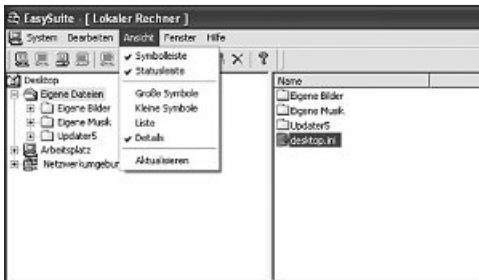 EasySuite - [ Lokaler Rechner ]
System Bearbeiten Ansicht Fenster Hilfe
Symbolleiste
Statusleiste
Große Symbole
Kleine Symbole
Liste
Details
Aktualisieren
Desktop
Eigene Dateien
Eigene Bilder
Eigene Musik
Updater5
Arbeitsplatz
Netzwerkumgebur
Name
Eigene Bilder
Eigene Musik
Updater5
desktop.ini